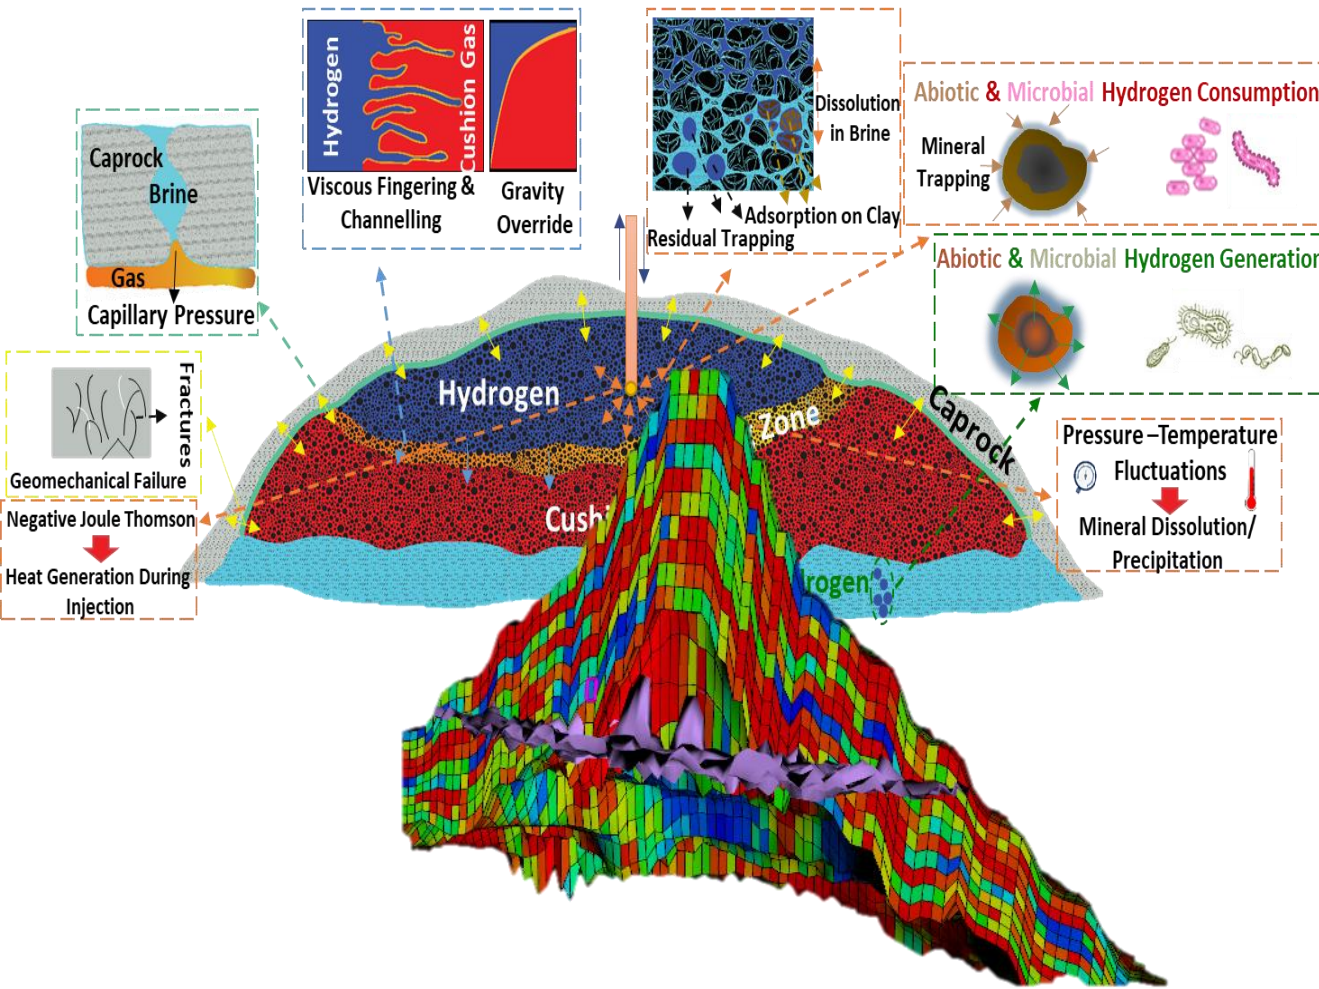 Hydrogen
Cushion Gas
Viscous Fingering &
Channelling
Gravity
Override
Dissolution
in Brine
Adsorption on Clay
Residual Trapping
Abiotic & Microbial Hydrogen Consumption
Mineral
Trapping
Abiotic & Microbial Hydrogen Generation
Caprock
Brine
Gas
Capillary Pressure
Fractures
Geomechanical Failure
Negative Joule Thomson
Heat Generation During
Injection
Hydrogen
Zone
Caprock
Cushi
rogen
Pressure –Temperature
Fluctuations
Mineral Dissolution/
Precipitation